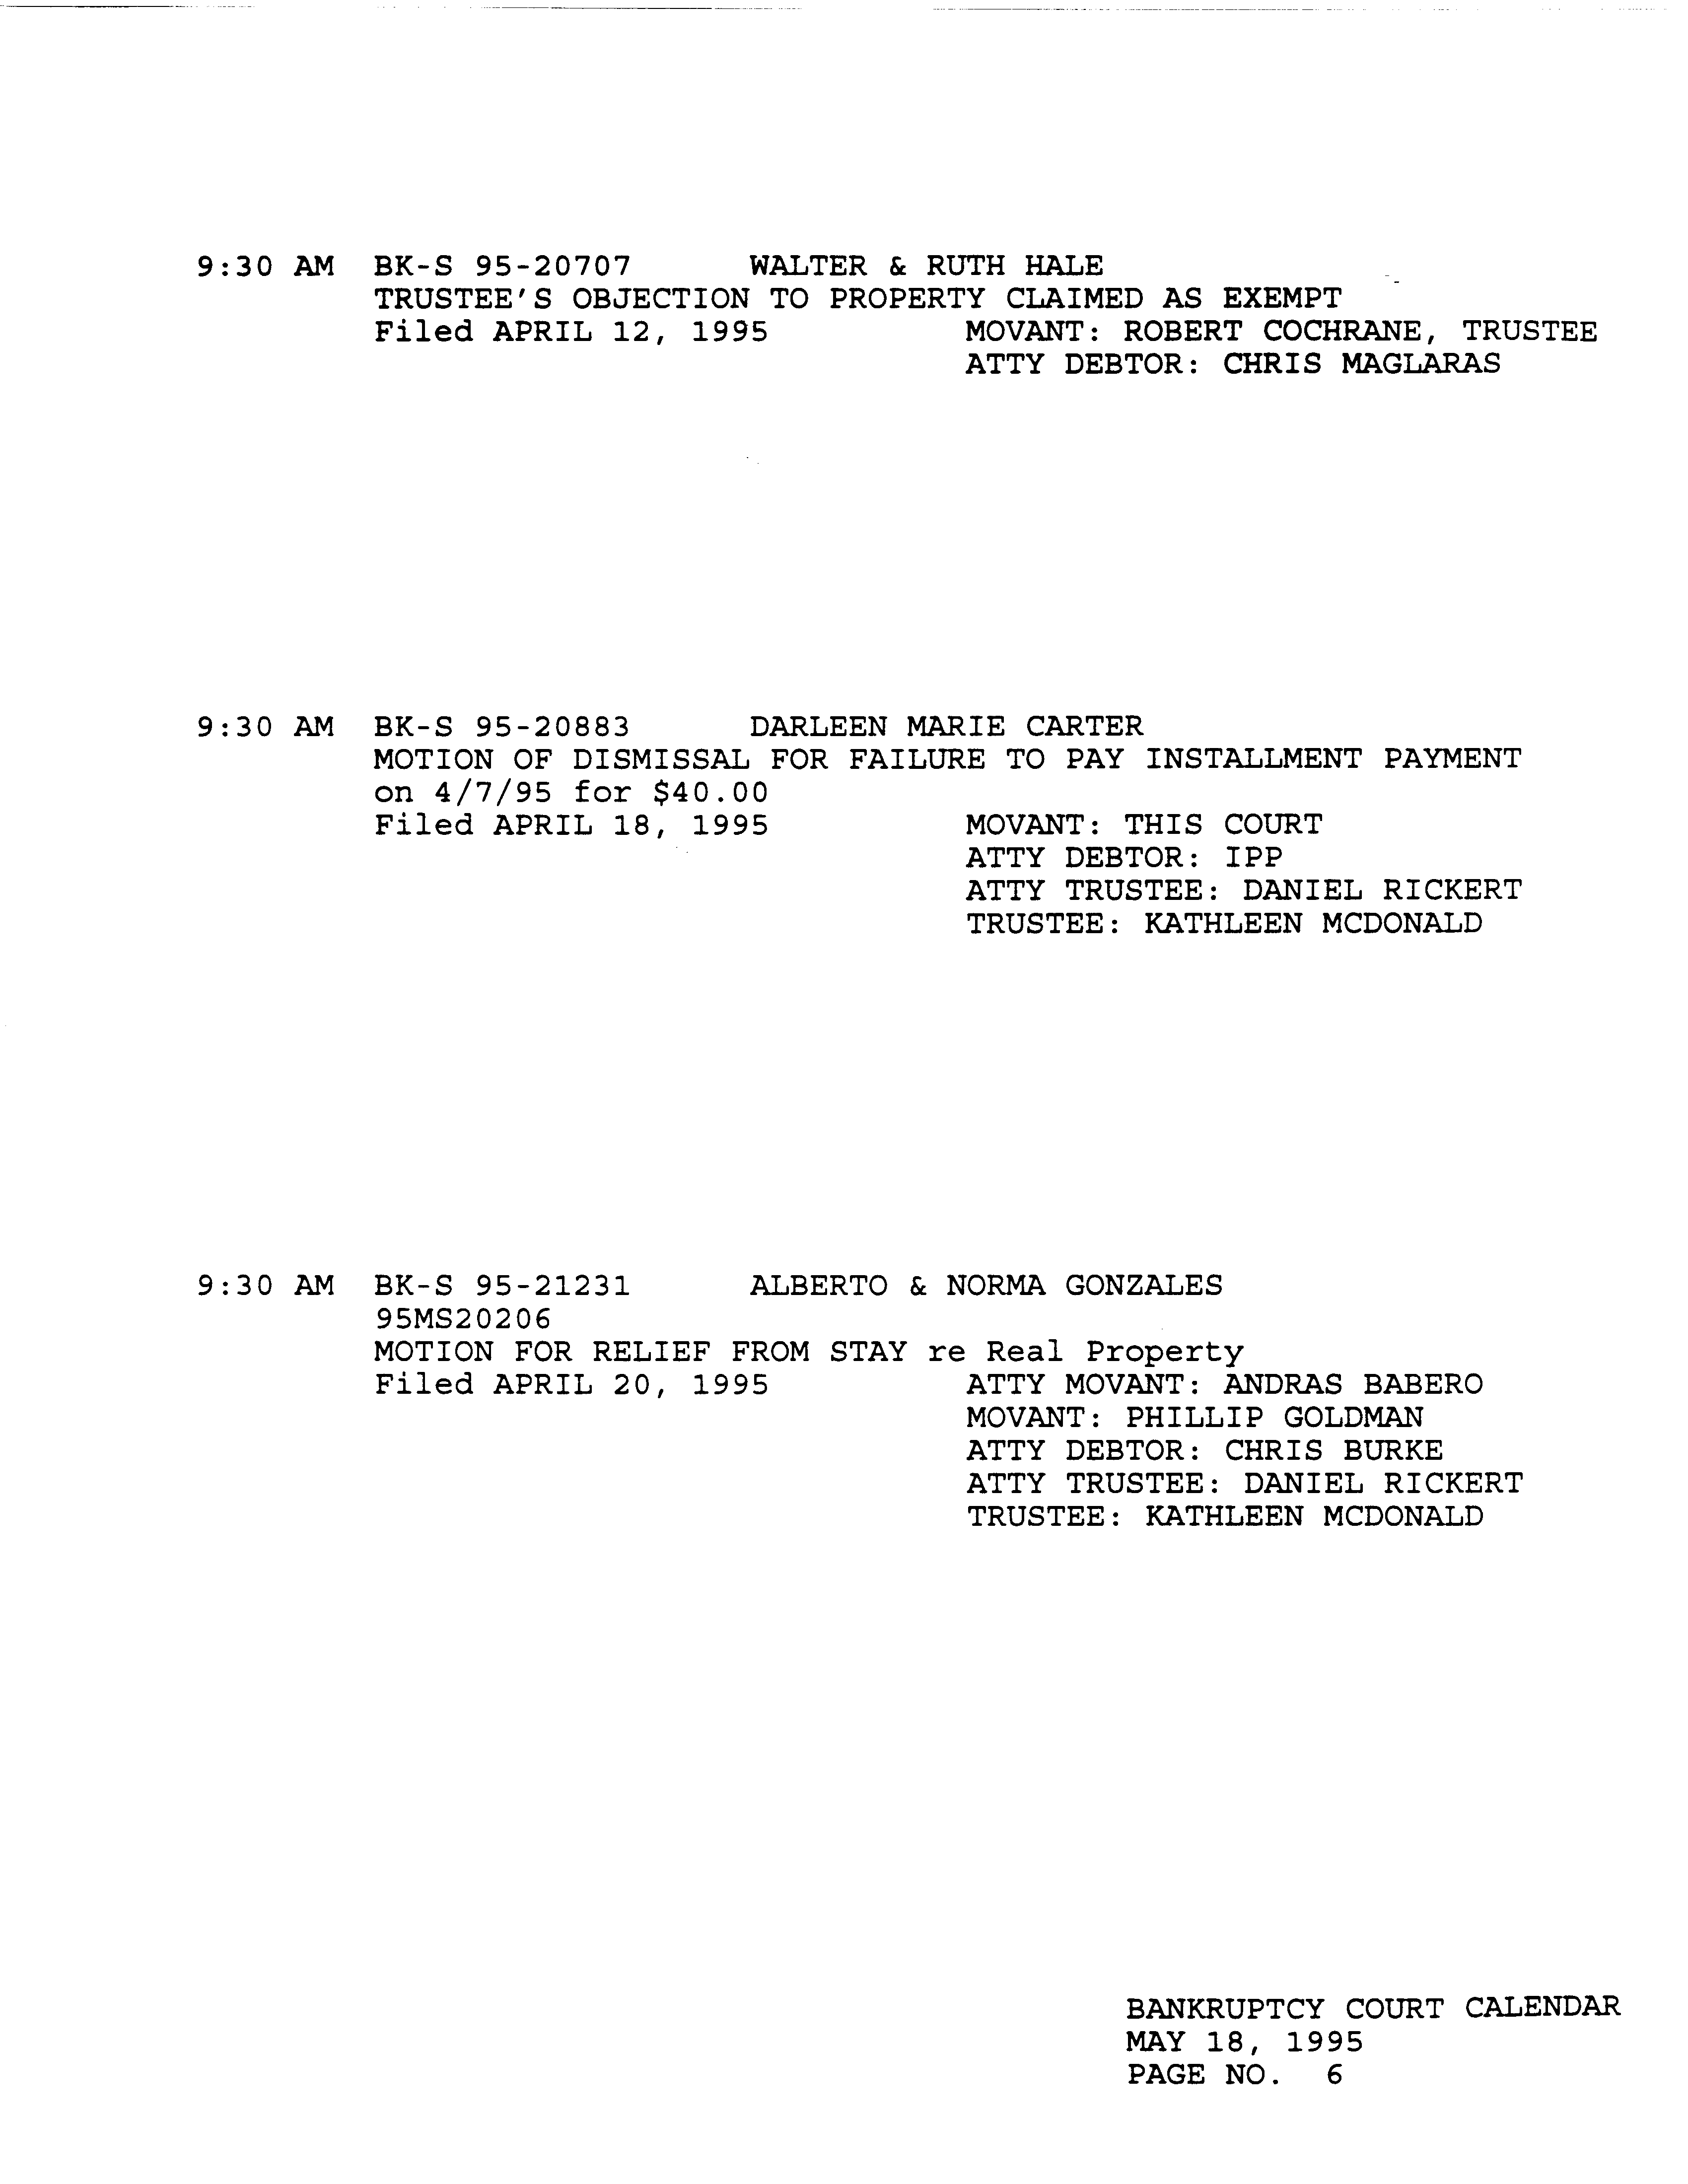 9:30 AM BK-S 95-20707 WALTER & RUTH HALE
TRUSTEE'S OBJECTION TO PROPERTY CLAIMED AS EXEMPT
Filed APRIL 12, 1995 MOVANT: ROBERT COCHRANE, TRUSTEE
ATTY DEBTOR: CHRIS MAGLARAS
9:30 AM BK-S 95-20883 DARLEEN MARIE CARTER
MOTION OF DISMISSAL FOR FAILURE TO PAY INSTALLMENT PAYMENT
on 4/7/95 for $40.00
Filed APRIL 18, 1995 MOVANT: THIS COURT
ATTY DEBTOR: IPP
ATTY TRUSTEE: DANIEL RICKERT
TRUSTEE: KATHLEEN MCDONALD
9:30 AM BK-S 95-21231 ALBERTO & NORMA GONZALES
95MS20206
MOTION FOR RELIEF FROM STAY re Real Property
Filed APRIL 20, 1995 ATTY MOVANT: ANDRAS BABERO
MOVANT: PHILLIP GOLDMAN
ATTY DEBTOR: CHRIS BURKE
ATTY TRUSTEE: DANIEL RICKERT
TRUSTEE: KATHLEEN MCDONALD
BANKRUPTCY COURT CALENDAR
MAY 18, 1995
PAGE NO. 6